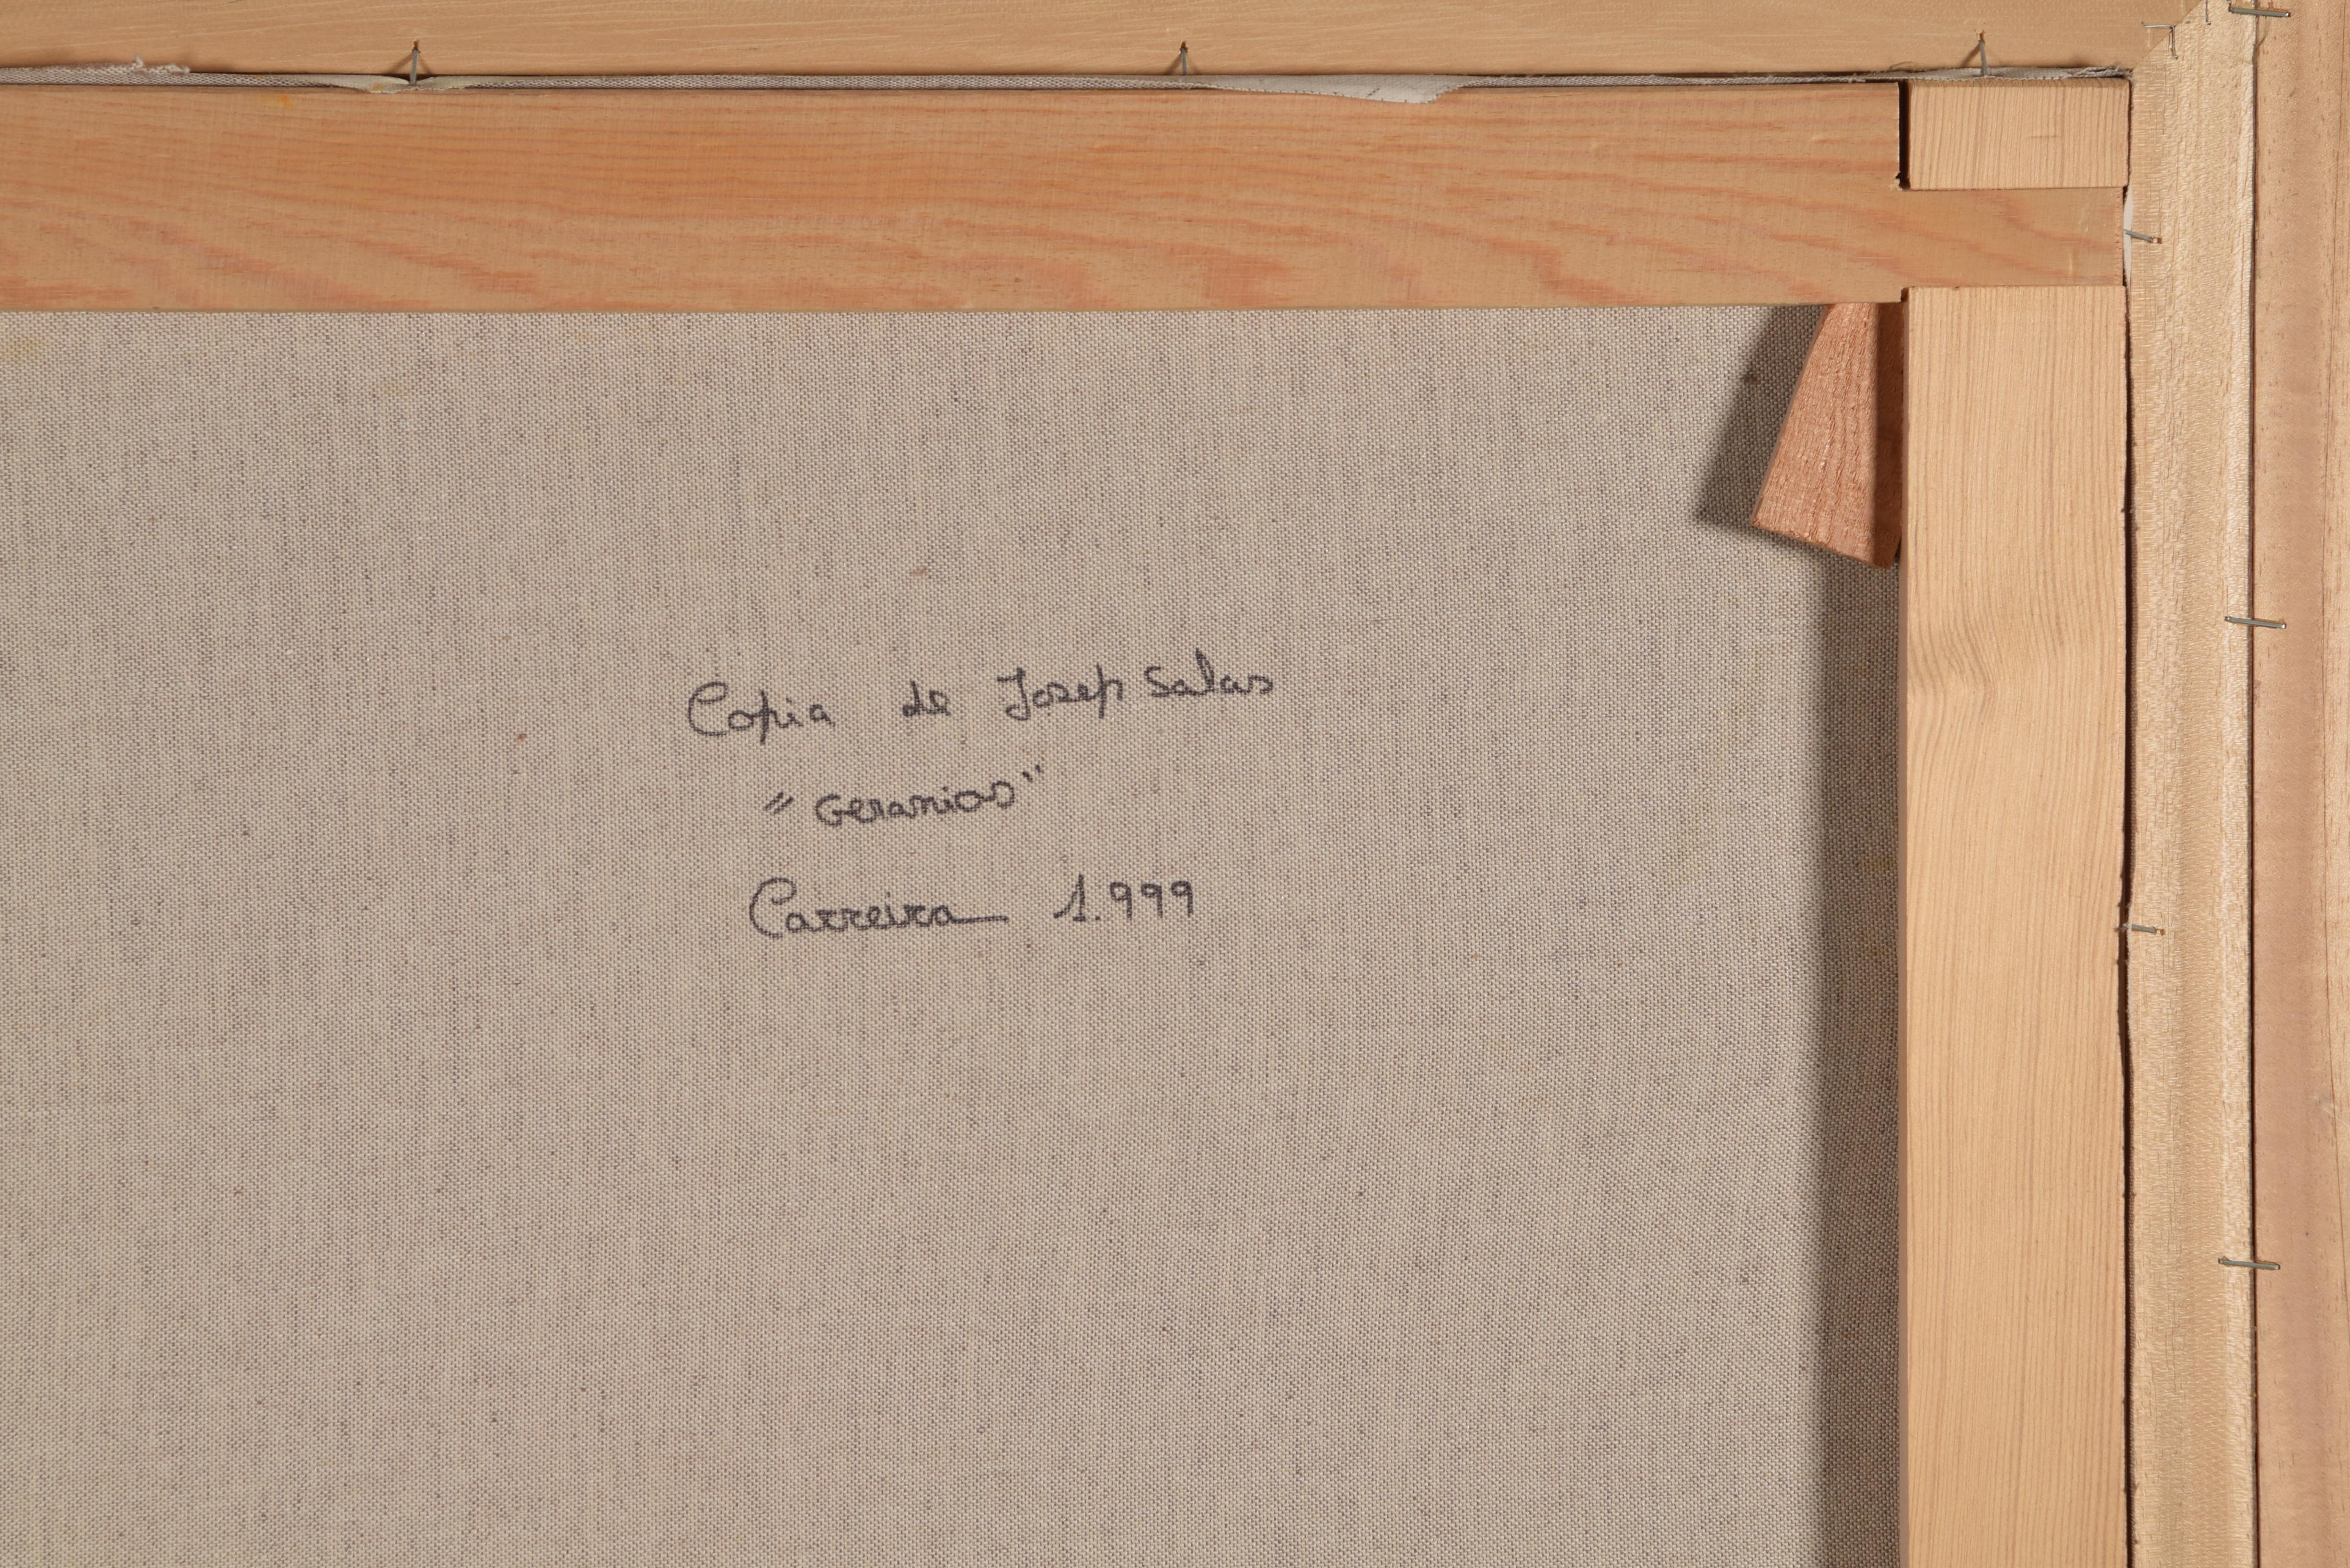 Copia de Josep Salas
"Geranios"
Carreira 1.999